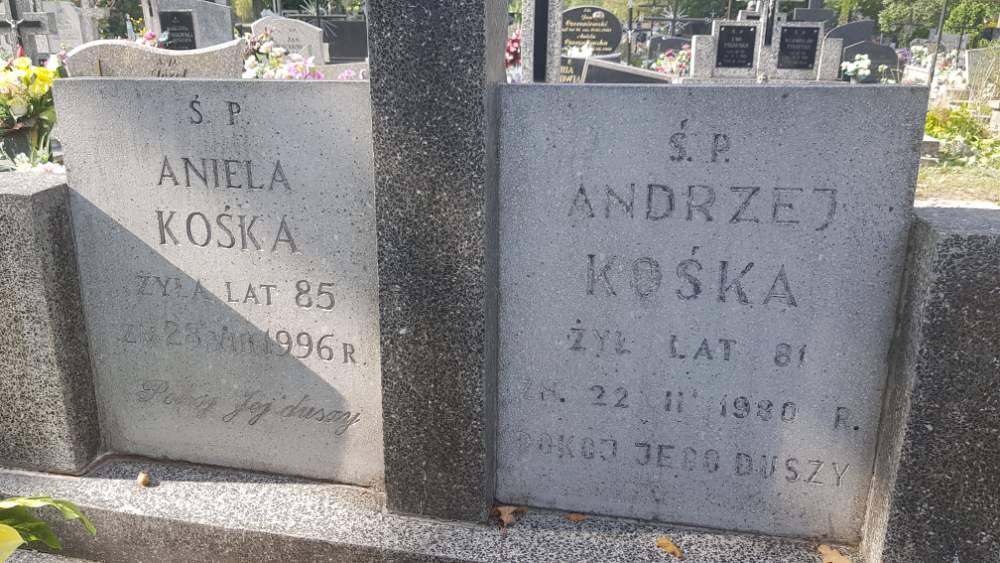 Ś. P.
ANIELA
KOŚKA
ŻYŁA LAT 85
ZM 28 VIII 1996 R.
Pokój Jej duszy
Ś. P.
ANDRZEJ
KOŚKA
ŻYŁ LAT 81
ZM. 22 II 1980 R.
POKÓJ JEGO DUSZY